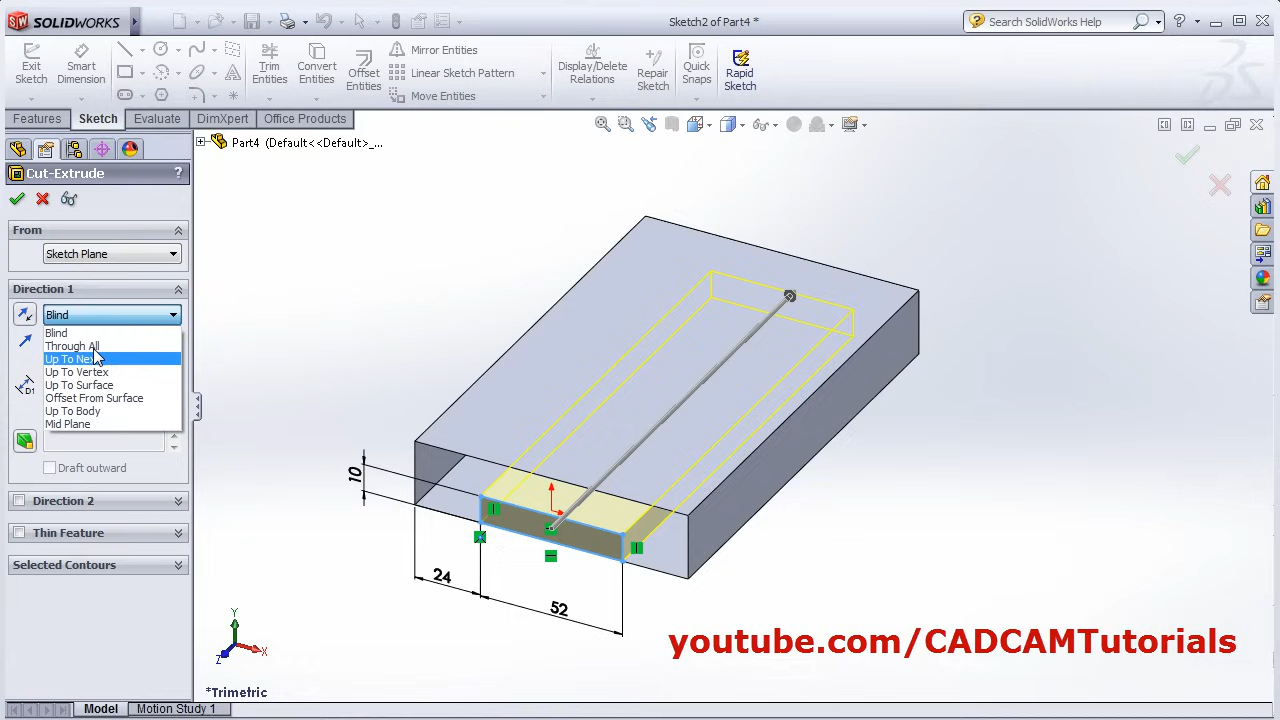 SOLIDWORKS
Sketch2 of Part4 *
Search SolidWorks Help
?
Exit Sketch
Smart Dimension
Trim Entities
Convert Entities
Offset Entities
Mirror Entities
Linear Sketch Pattern
Move Entities
Display/Delete Relations
Repair Sketch
Quick Snaps
Rapid Sketch
Features
Sketch
Evaluate
DimXpert
Office Products
Part4 (Default<<Default>_...
Cut-Extrude
?
From
Sketch Plane
Direction 1
Blind
Blind
Through All
Up To Next
Up To Vertex
Up To Surface
Offset From Surface
Up To Body
Mid Plane
D1
Draft outward
Direction 2
Thin Feature
Selected Contours
10
24
52
Y
X
Z
*Trimetric
youtube.com/CADCAMTutorials
Model
Motion Study 1